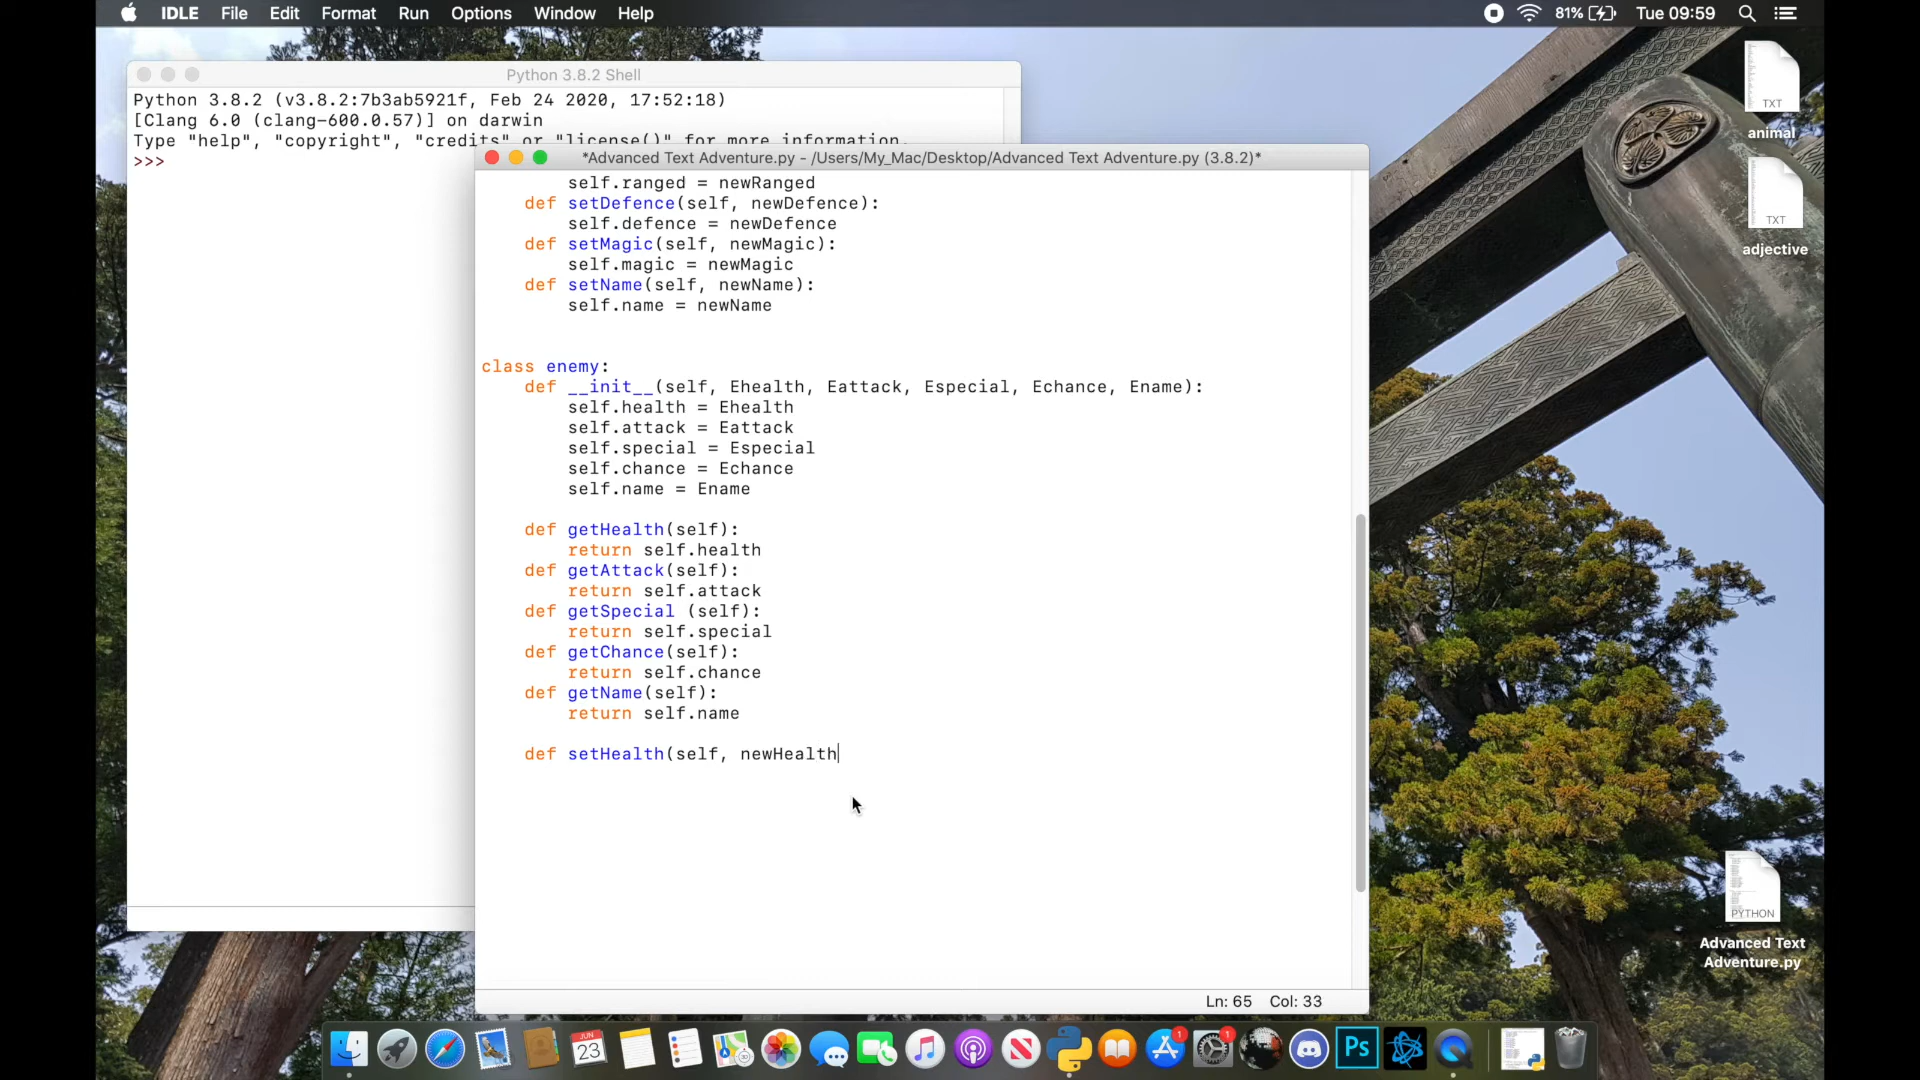 IDLE File Edit Format Run Options Window Help 81% Tue 09:59
Python 3.8.2 Shell
Python 3.8.2 (v3.8.2:7b3ab5921f, Feb 24 2020, 17:52:18)
[Clang 6.0 (clang-600.0.57)] on darwin
Type "help", "copyright", "credits" or "license()" for more information.
>>>
*Advanced Text Adventure.py - /Users/My_Mac/Desktop/Advanced Text Adventure.py (3.8.2)*
self.ranged = newRanged
def setDefence(self, newDefence):
self.defence = newDefence
def setMagic(self, newMagic):
self.magic = newMagic
def setName(self, newName):
self.name = newName
class enemy:
def __init__(self, Ehealth, Eattack, Especial, Echance, Ename):
self.health = Ehealth
self.attack = Eattack
self.special = Especial
self.chance = Echance
self.name = Ename
def getHealth(self):
return self.health
def getAttack(self):
return self.attack
def getSpecial (self):
return self.special
def getChance(self):
return self.chance
def getName(self):
return self.name
def setHealth(self, newHealth
Ln: 65 Col: 33
TXT
animal
TXT
adjective
PYTHON
Advanced Text
Adventure.py
JUN
23
1
1
Ps